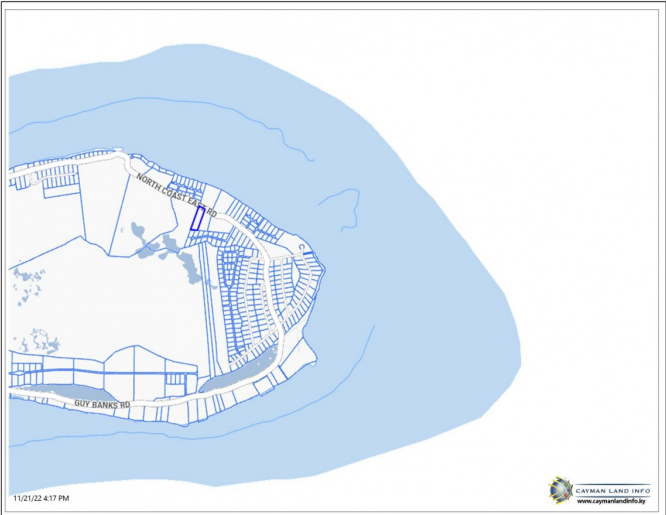 NORTH COAST EAST RD
GUY BANKS RD
11/21/22 4:17 PM
CAYMAN LAND INFO
www.caymanlandinfo.ky